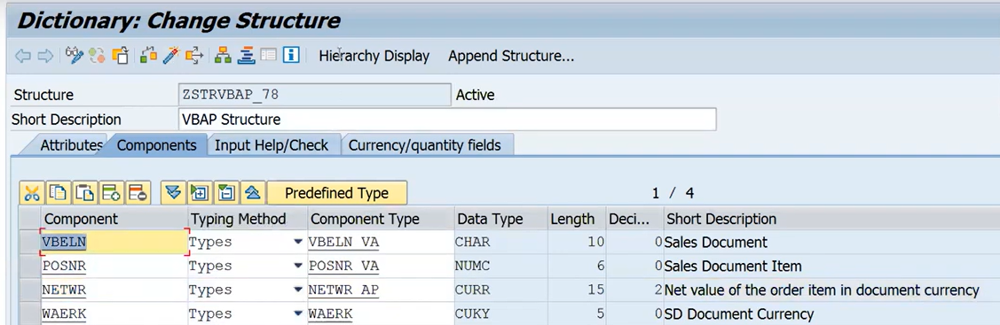 Dictionary: Change Structure
Hierarchy Display Append Structure...
Structure ZSTRVBAP_78 Active
Short Description VBAP Structure
Attributes Components Input Help/Check Currency/quantity fields
Predefined Type 1 / 4
Component Typing Method Component Type Data Type Length Deci... Short Description
VBELN Types VBELN_VA CHAR 10 0 Sales Document
POSNR Types POSNR_VA NUMC 6 0 Sales Document Item
NETWR Types NETWR_AP CURR 15 2 Net value of the order item in document currency
WAERK Types WAERK CUKY 5 0 SD Document Currency